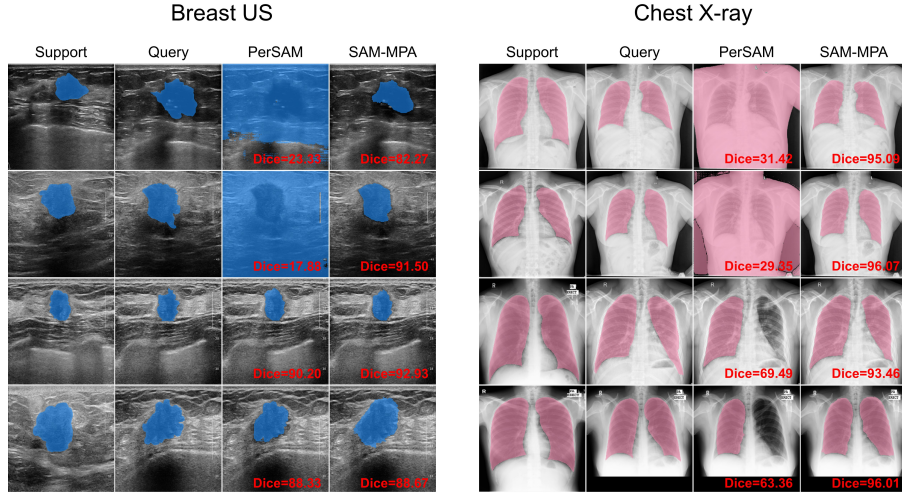 Breast US
Chest X-ray
Support Query PerSAM SAM-MPA
Support Query PerSAM SAM-MPA
Dice=82.27
Dice=31.42
Dice=95.09
Dice=91.50
Dice=29.35
Dice=96.07
Dice=92.93
Dice=69.49
Dice=93.46
Dice=63.36
Dice=96.01